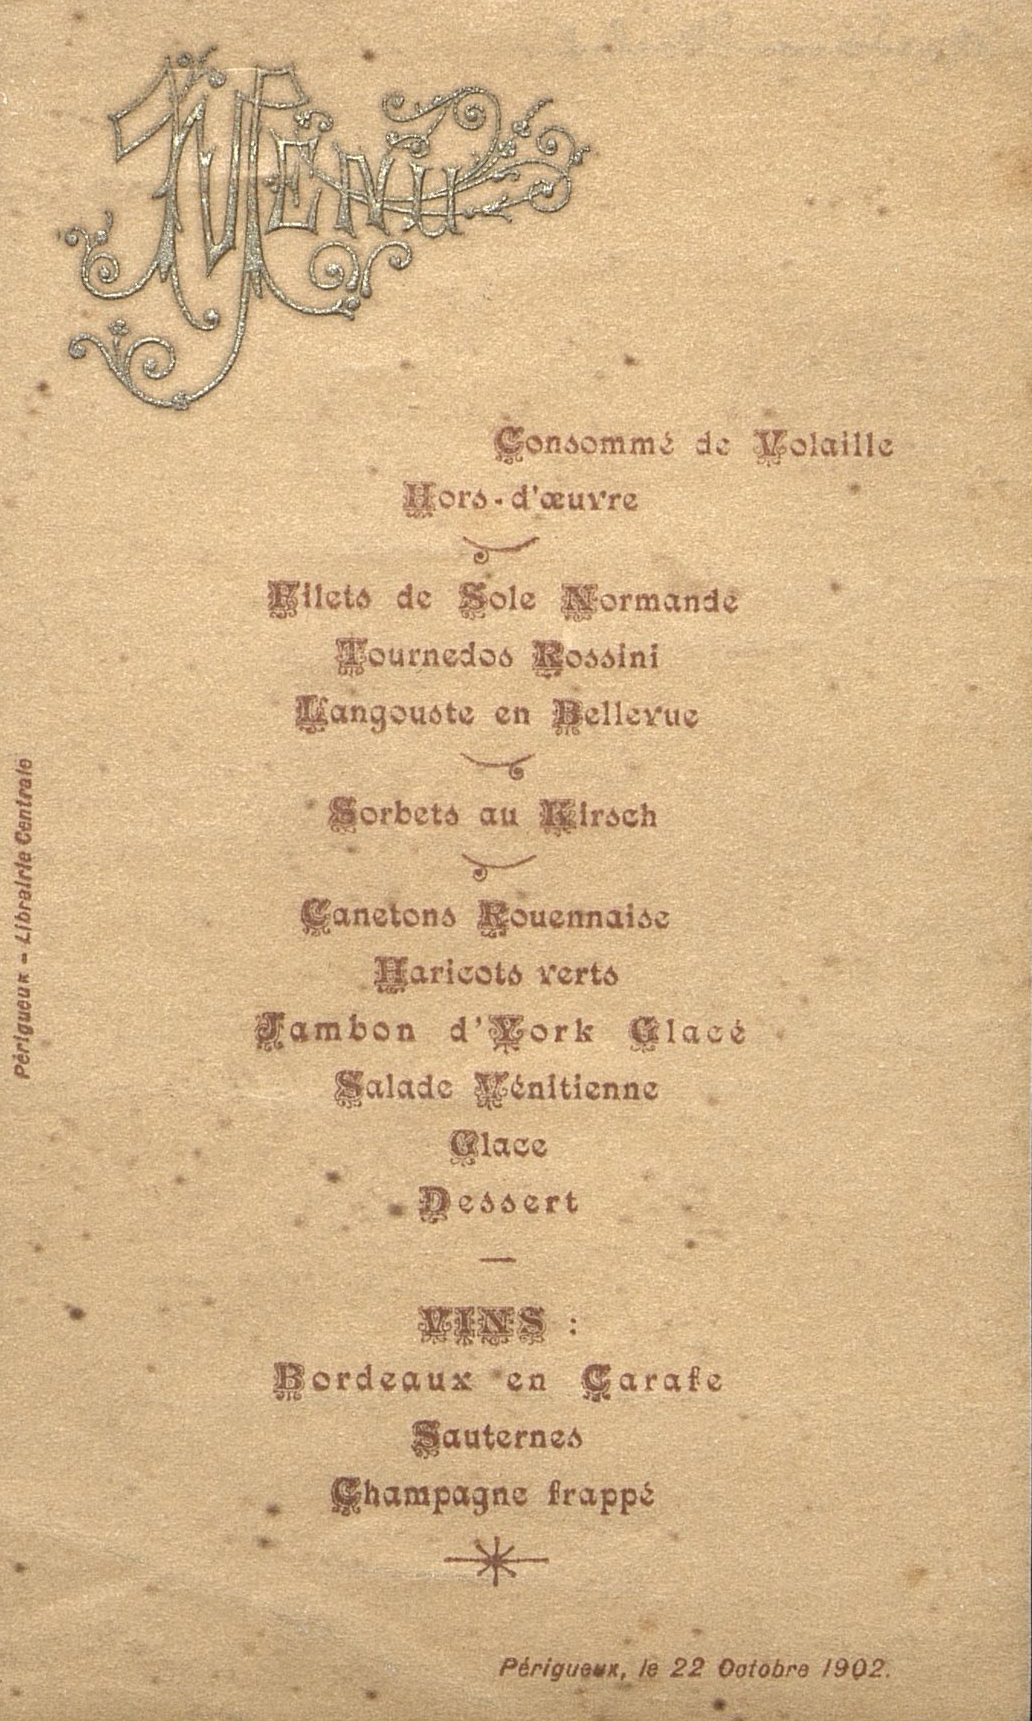 Menu
Consommé de Volaille
Hors-d'œuvre
Filets de Sole Normande
Tournedos Rossini
Langouste en Bellevue
Sorbets au Kirsch
Canetons Rouennaise
Haricots verts
Jambon d'York Glacé
Salade Vénitienne
Glace
Dessert
VINS :
Bordeaux en Carafe
Sauternes
Champagne frappé
Périgueux, le 22 Octobre 1902.
Périgueux - Librairie Centrale